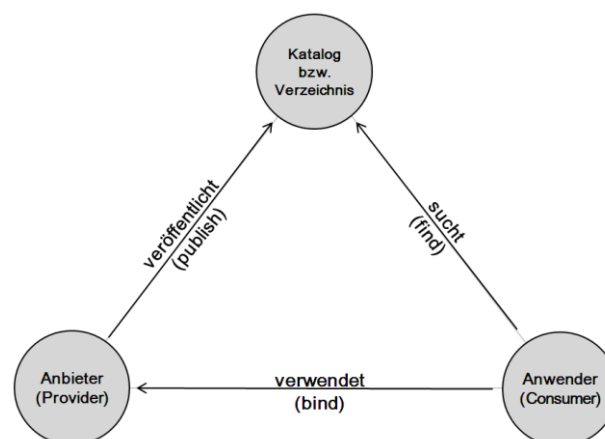 Katalog
bzw.
Verzeichnis
veröffentlicht
(publish)
sucht
(find)
Anbieter
(Provider)
verwendet
(bind)
Anwender
(Consumer)